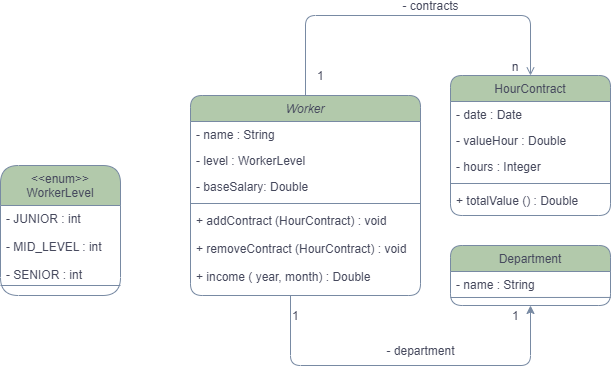 - contracts
1
n
Worker
- name : String
- level : WorkerLevel
- baseSalary: Double
+ addContract (HourContract) : void
+ removeContract (HourContract) : void
+ income ( year, month) : Double
HourContract
- date : Date
- valueHour : Double
- hours : Integer
+ totalValue () : Double
<<enum>>
WorkerLevel
- JUNIOR : int
- MID_LEVEL : int
- SENIOR : int
Department
- name : String
1
1
- department